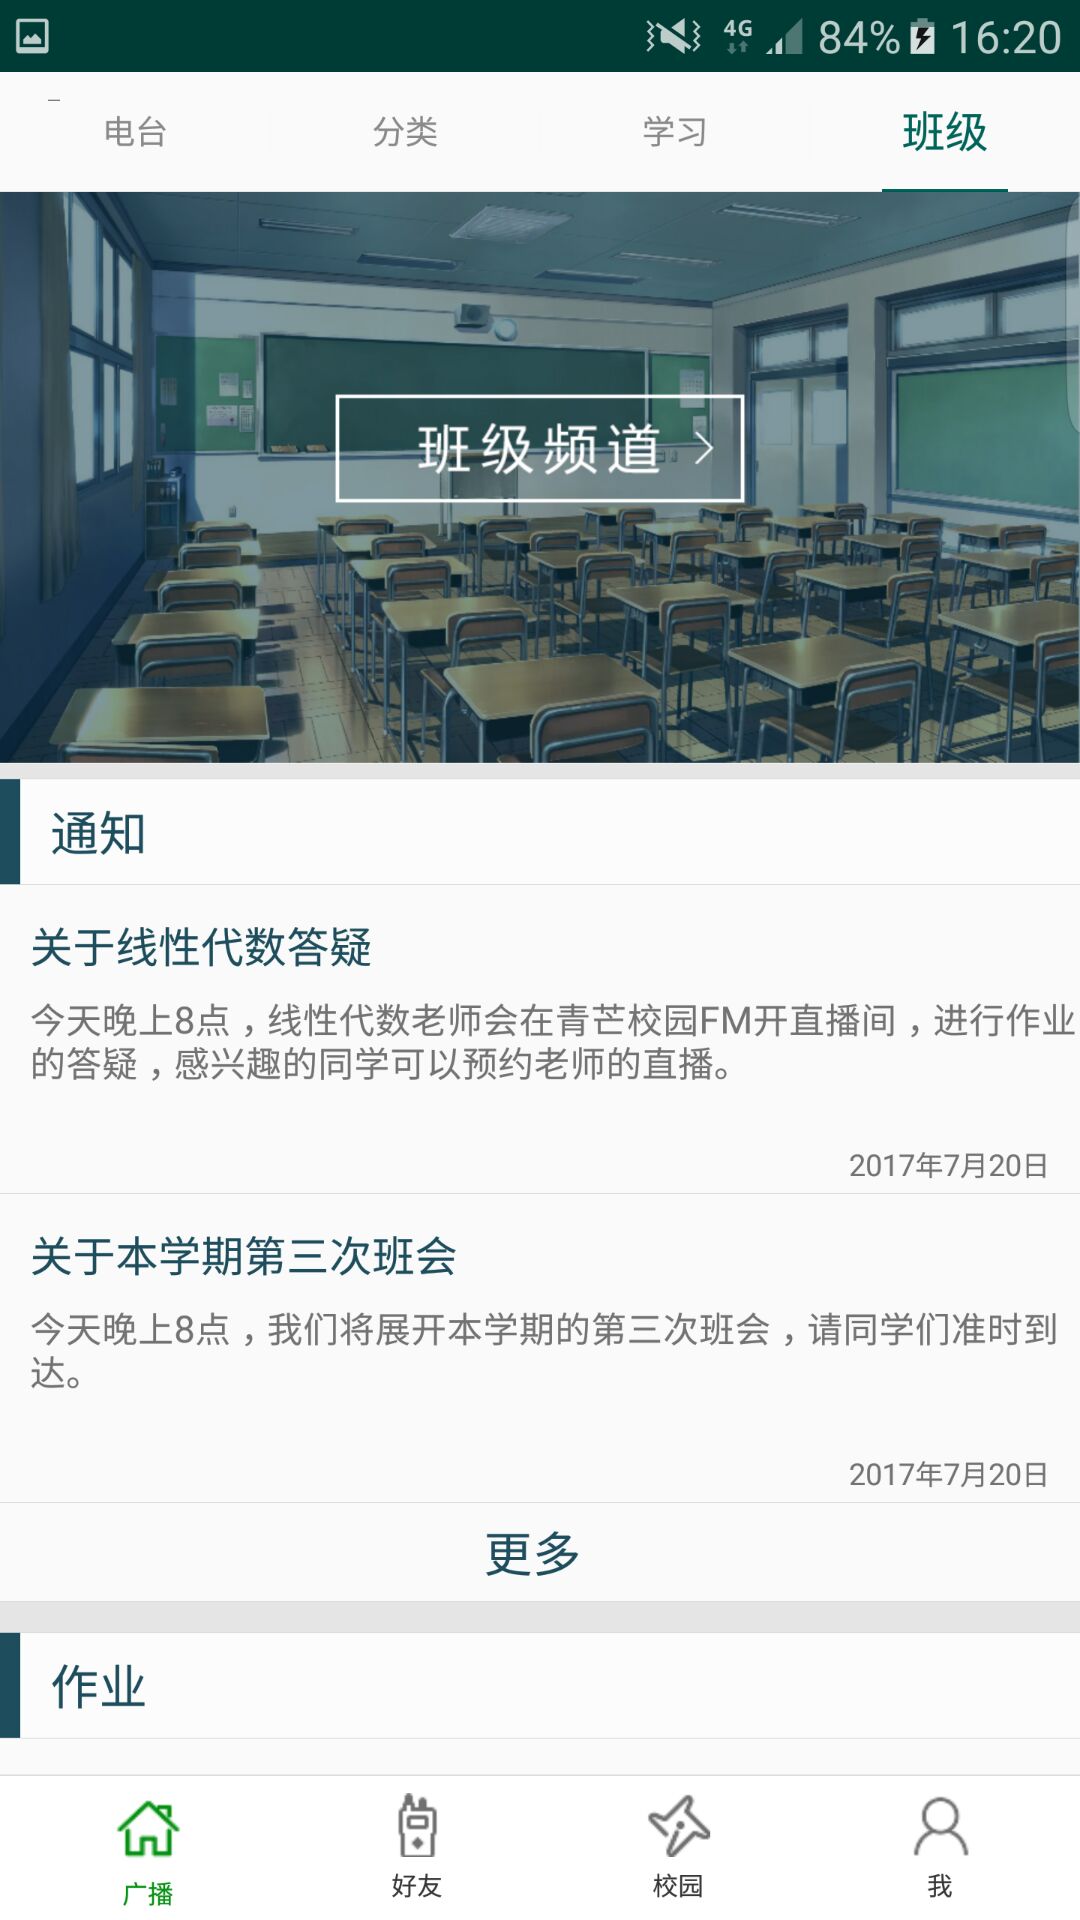 4G 84% 16:20
电台 分类 学习 班级
班级频道
通知
关于线性代数答疑
今天晚上8点，线性代数老师会在青芒校园FM开直播间，进行作业
的答疑，感兴趣的同学可以预约老师的直播。
2017年7月20日
关于本学期第三次班会
今天晚上8点，我们将展开本学期的第三次班会，请同学们准时到
达。
2017年7月20日
更多
作业
广播 好友 校园 我